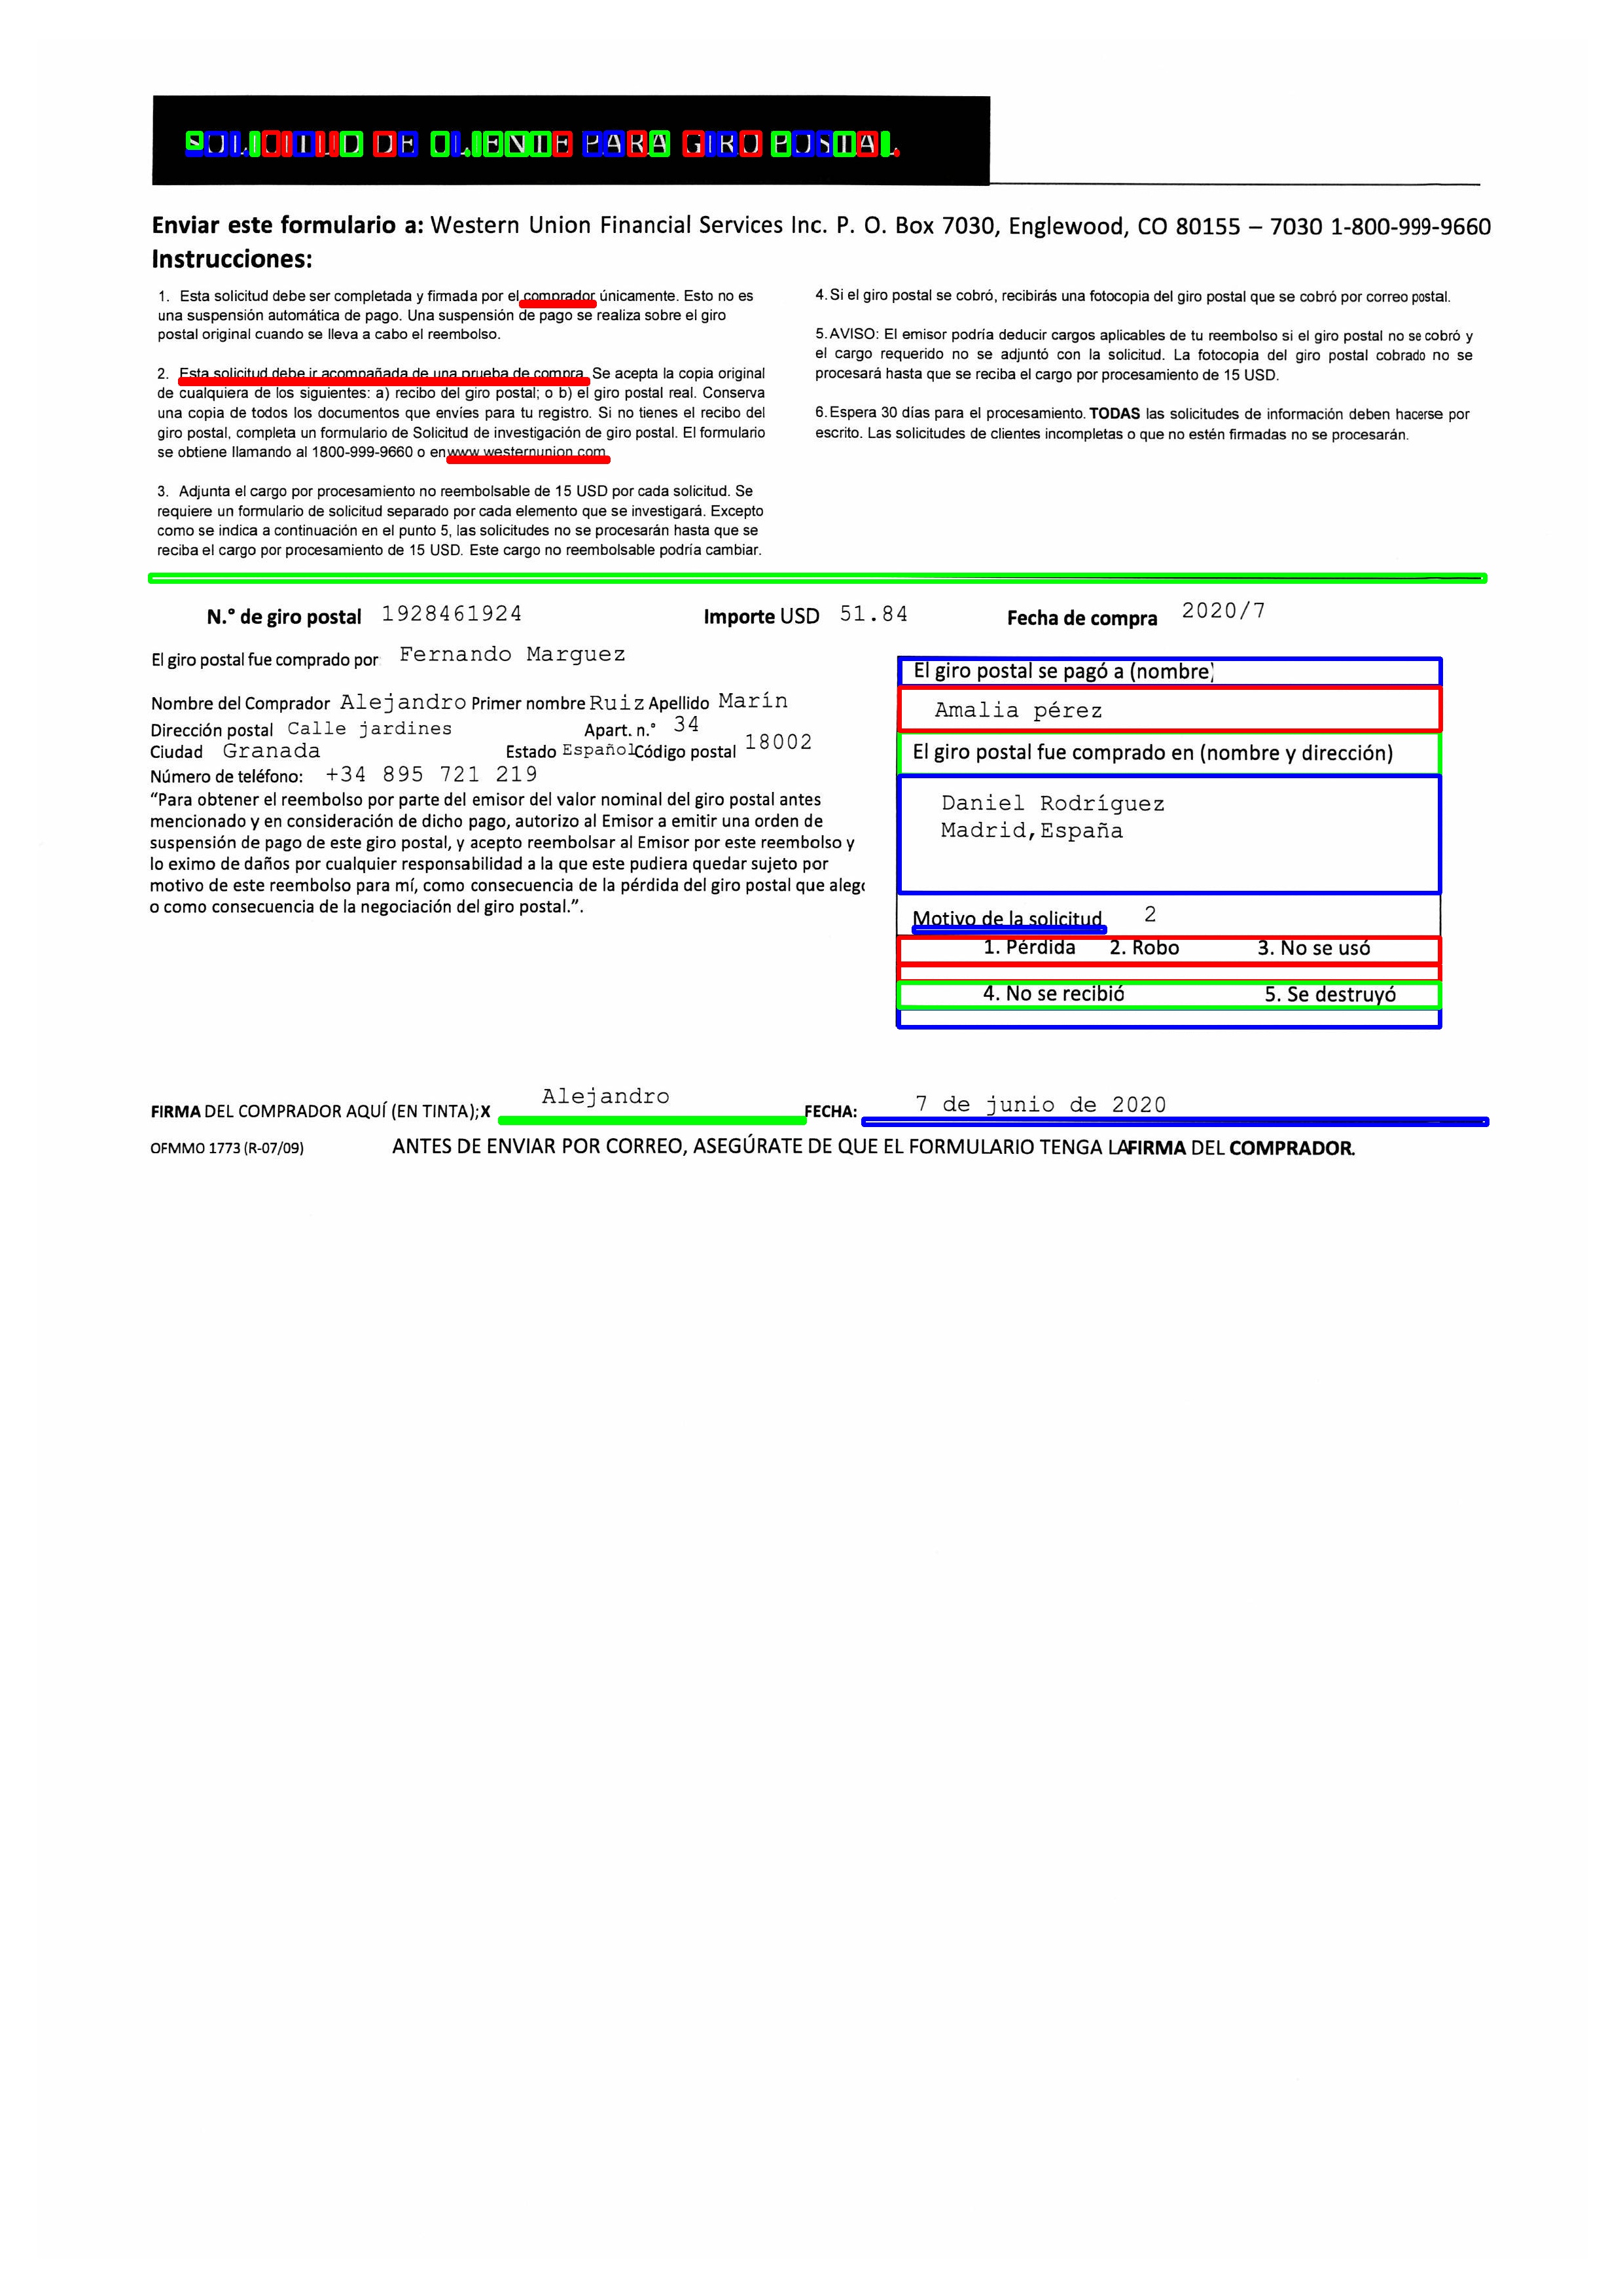 SOLICITUD DE CLIENTE PARA GIRO POSTAL
Enviar este formulario a: Western Union Financial Services Inc. P. O. Box 7030, Englewood, CO 80155 – 7030 1-800-999-9660
Instrucciones:
1. Esta solicitud debe ser completada y firmada por el comprador únicamente. Esto no es
una suspensión automática de pago. Una suspensión de pago se realiza sobre el giro
postal original cuando se lleva a cabo el reembolso.
2. Esta solicitud debe ir acompañada de una prueba de compra. Se acepta la copia original
de cualquiera de los siguientes: a) recibo del giro postal; o b) el giro postal real. Conserva
una copia de todos los documentos que envíes para tu registro. Si no tienes el recibo del
giro postal, completa un formulario de Solicitud de investigación de giro postal. El formulario
se obtiene llamando al 1800-999-9660 o en www.westernunion.com
3. Adjunta el cargo por procesamiento no reembolsable de 15 USD por cada solicitud. Se
requiere un formulario de solicitud separado por cada elemento que se investigará. Excepto
como se indica a continuación en el punto 5, las solicitudes no se procesarán hasta que se
reciba el cargo por procesamiento de 15 USD. Este cargo no reembolsable podría cambiar.
4. Si el giro postal se cobró, recibirás una fotocopia del giro postal que se cobró por correo postal.
5. AVISO: El emisor podría deducir cargos aplicables de tu reembolso si el giro postal no se cobró y
el cargo requerido no se adjuntó con la solicitud. La fotocopia del giro postal cobrado no se
procesará hasta que se reciba el cargo por procesamiento de 15 USD.
6. Espera 30 días para el procesamiento. TODAS las solicitudes de información deben hacerse por
escrito. Las solicitudes de clientes incompletas o que no estén firmadas no se procesarán.
N.° de giro postal 1928461924 Importe USD 51.84 Fecha de compra 2020/7
El giro postal fue comprado por: Fernando Marguez
Nombre del Comprador Alejandro Primer nombre Ruiz Apellido Marín
Dirección postal Calle jardines Apart. n.° 34
Ciudad Granada Estado Español Código postal 18002
Número de teléfono: +34 895 721 219
“Para obtener el reembolso por parte del emisor del valor nominal del giro postal antes
mencionado y en consideración de dicho pago, autorizo al Emisor a emitir una orden de
suspensión de pago de este giro postal, y acepto reembolsar al Emisor por este reembolso y
lo eximo de daños por cualquier responsabilidad a la que este pudiera quedar sujeto por
motivo de este reembolso para mí, como consecuencia de la pérdida del giro postal que alego
o como consecuencia de la negociación del giro postal.”.
El giro postal se pagó a (nombre)
Amalia pérez
El giro postal fue comprado en (nombre y dirección)
Daniel Rodríguez
Madrid, España
Motivo de la solicitud 2
1. Pérdida 2. Robo 3. No se usó
4. No se recibió 5. Se destruyó
FIRMA DEL COMPRADOR AQUÍ (EN TINTA);X Alejandro FECHA: 7 de junio de 2020
OFMMO 1773 (R-07/09) ANTES DE ENVIAR POR CORREO, ASEGÚRATE DE QUE EL FORMULARIO TENGA LA FIRMA DEL COMPRADOR.